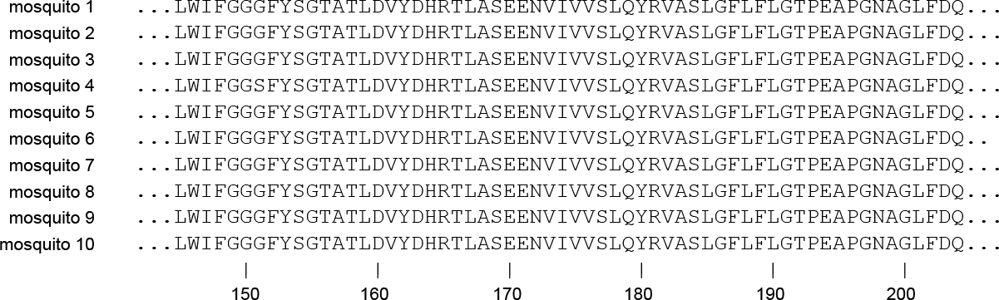 mosquito 1 ...LWIFGGGFYSGTATLDVYDHRTLASEENVIVVSLQYRVASLGFLFLGTPEAPGNAGLFDQ...
mosquito 2 ...LWIFGGGFYSGTATLDVYDHRTLASEENVIVVSLQYRVASLGFLFLGTPEAPGNAGLFDQ...
mosquito 3 ...LWIFGGGFYSGTATLDVYDHRTLASEENVIVVSLQYRVASLGFLFLGTPEAPGNAGLFDQ...
mosquito 4 ...LWIFGGSFYSGTATLDVYDHRTLASEENVIVVSLQYRVASLGFLFLGTPEAPGNAGLFDQ...
mosquito 5 ...LWIFGGGFYSGTATLDVYDHRTLASEENVIVVSLQYRVASLGFLFLGTPEAPGNAGLFDQ...
mosquito 6 ...LWIFGGGFYSGTATLDVYDHRTLASEENVIVVSLQYRVASLGFLFLGTPEAPGNAGLFDQ..
mosquito 7 ...LWIFGGGFYSGTATLDVYDHRTLASEENVIVVSLQYRVASLGFLFLGTPEAPGNAGLFDQ...
mosquito 8 ...LWIFGGGFYSGTATLDVYDHRTLASEENVIVVSLQYRVASLGFLFLGTPEAPGNAGLFDQ...
mosquito 9 ...LWIFGGGFYSGTATLDVYDHRTLASEENVIVVSLQYRVASLGFLFLGTPEAPGNAGLFDQ...
mosquito 10 ...LWIFGGGFYSGTATLDVYDHRTLASEENVIVVSLQYRVASLGFLFLGTPEAPGNAGLFDQ...
| | | | | |
150 160 170 180 190 200